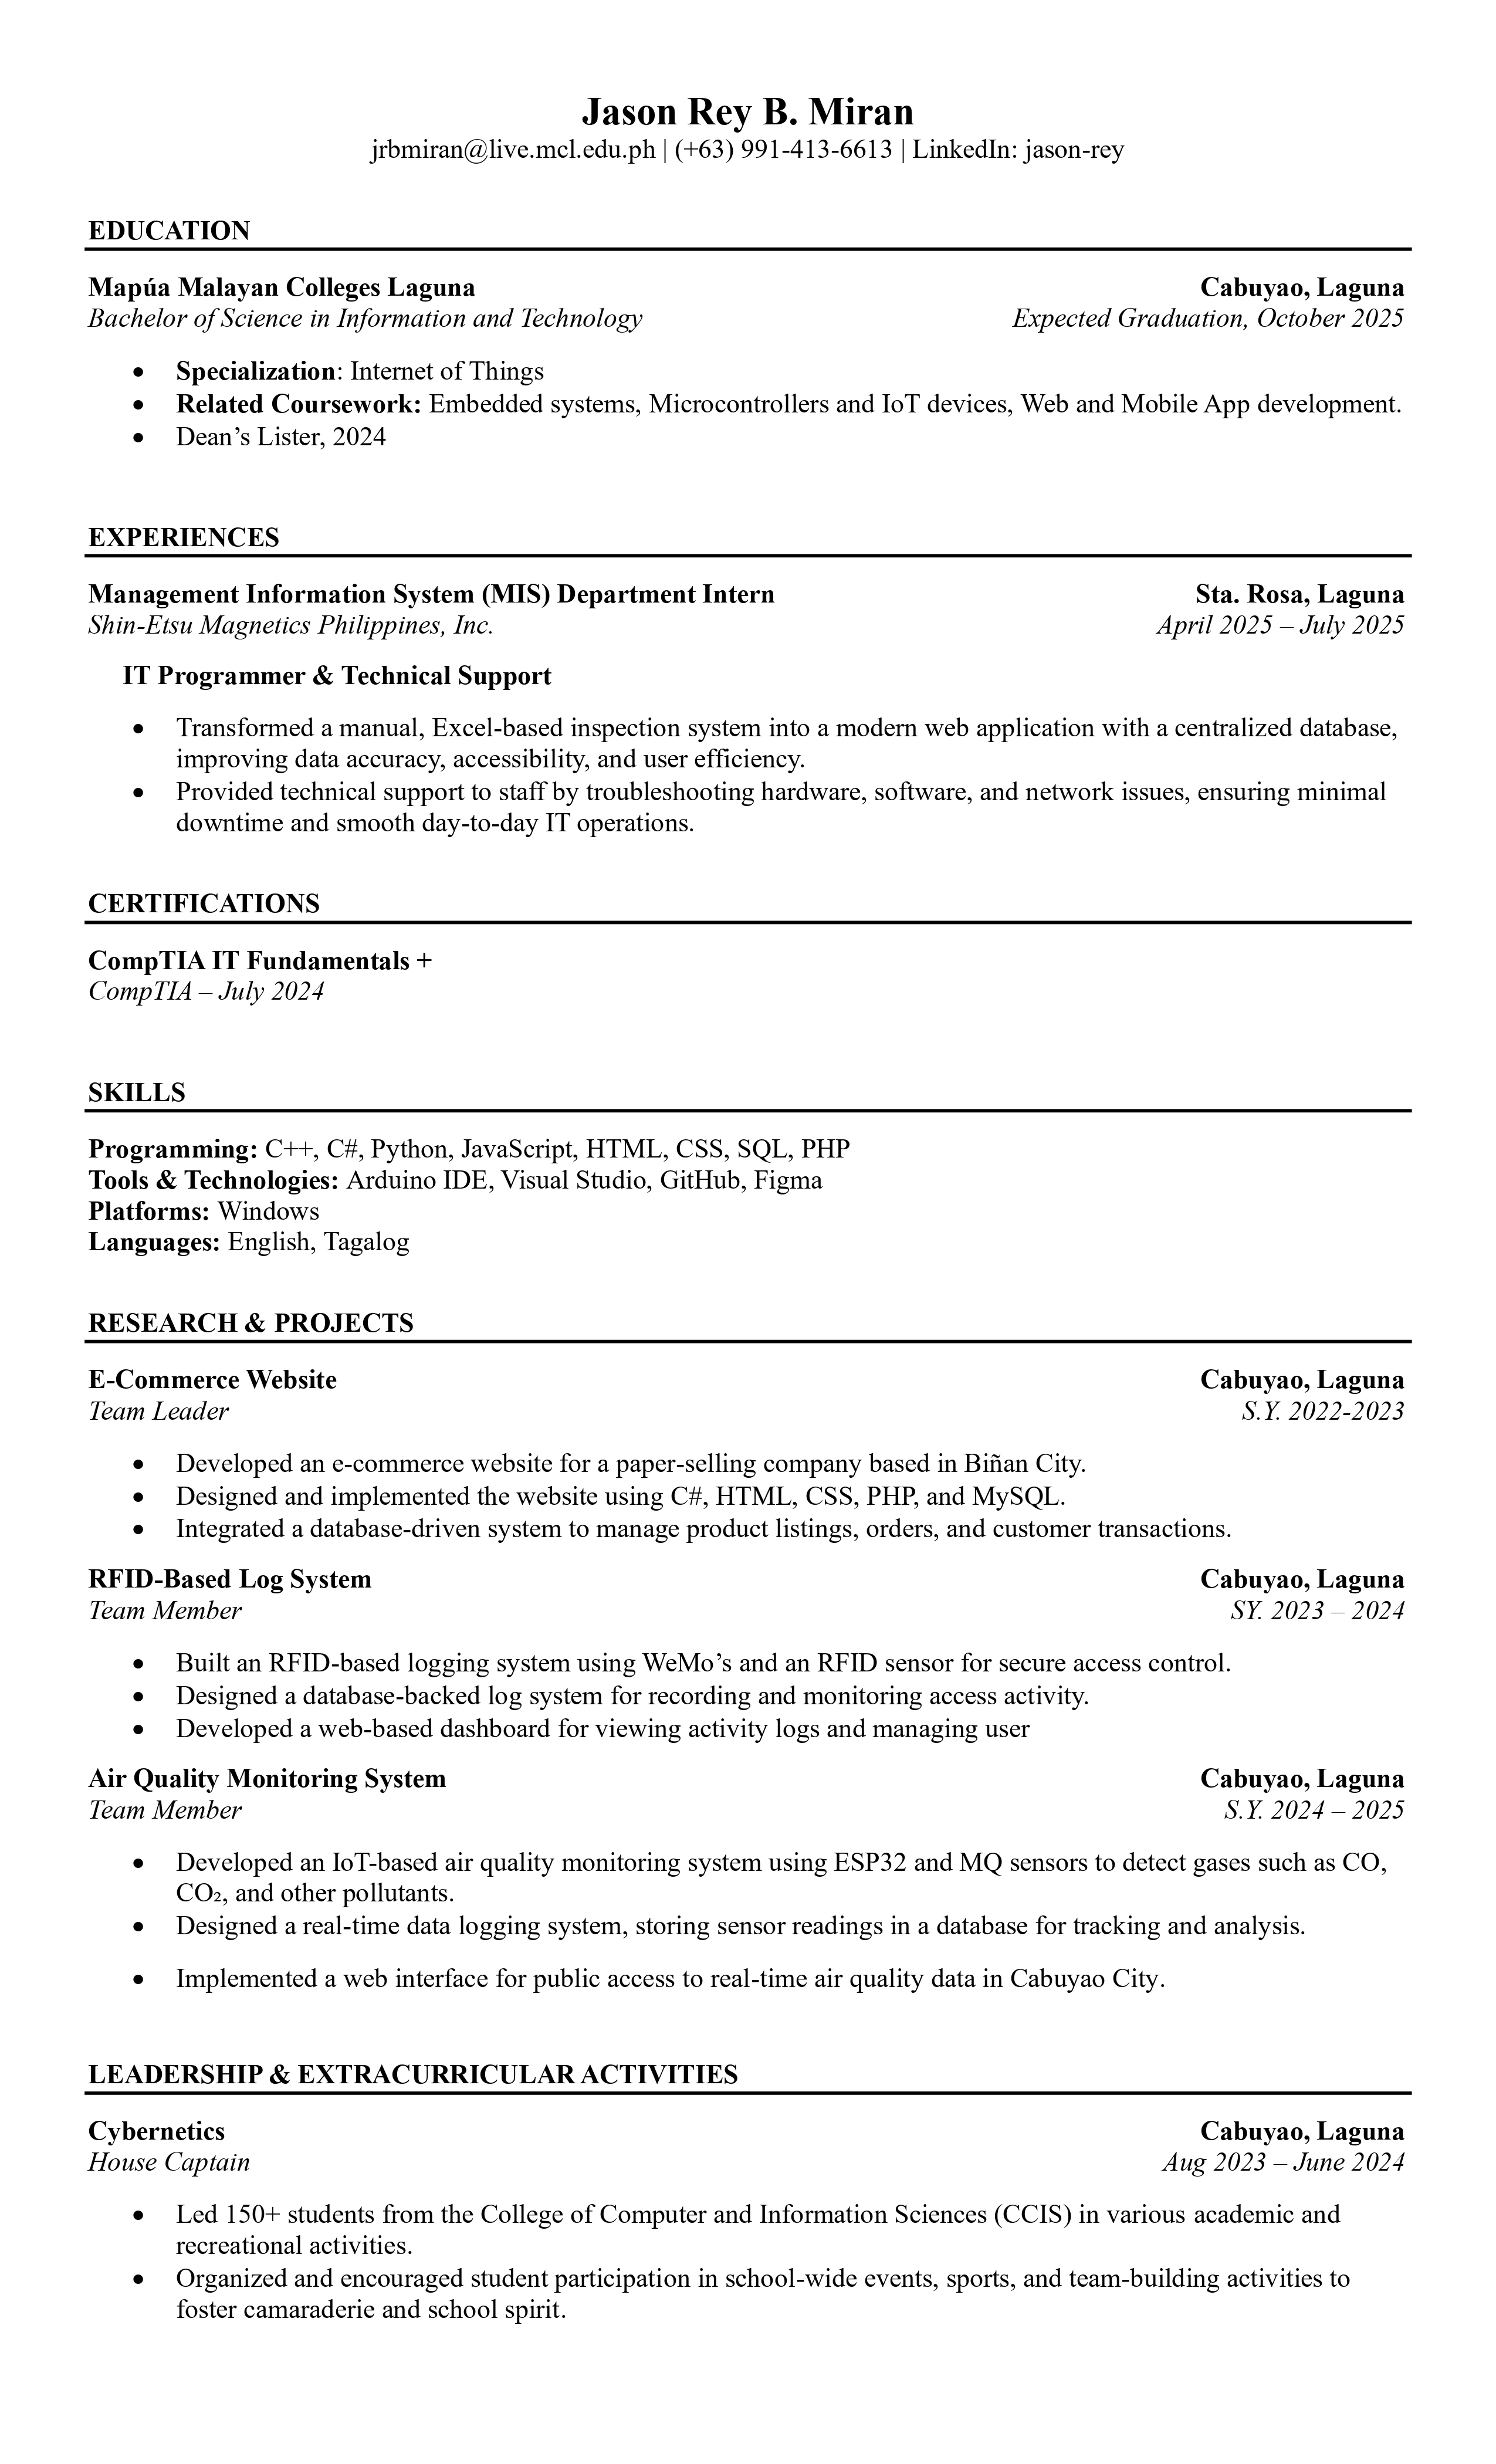 Jason Rey B. Miran
jrbmiran@live.mcl.edu.ph | (+63) 991-413-6613 | LinkedIn: jason-rey
EDUCATION
Mapúa Malayan Colleges Laguna Cabuyao, Laguna
Bachelor of Science in Information and Technology Expected Graduation, October 2025
• Specialization: Internet of Things
• Related Coursework: Embedded systems, Microcontrollers and IoT devices, Web and Mobile App development.
• Dean’s Lister, 2024
EXPERIENCES
Management Information System (MIS) Department Intern Sta. Rosa, Laguna
Shin-Etsu Magnetics Philippines, Inc. April 2025 – July 2025
IT Programmer & Technical Support
• Transformed a manual, Excel-based inspection system into a modern web application with a centralized database,
improving data accuracy, accessibility, and user efficiency.
• Provided technical support to staff by troubleshooting hardware, software, and network issues, ensuring minimal
downtime and smooth day-to-day IT operations.
CERTIFICATIONS
CompTIA IT Fundamentals +
CompTIA – July 2024
SKILLS
Programming: C++, C#, Python, JavaScript, HTML, CSS, SQL, PHP
Tools & Technologies: Arduino IDE, Visual Studio, GitHub, Figma
Platforms: Windows
Languages: English, Tagalog
RESEARCH & PROJECTS
E-Commerce Website Cabuyao, Laguna
Team Leader S.Y. 2022-2023
• Developed an e-commerce website for a paper-selling company based in Biñan City.
• Designed and implemented the website using C#, HTML, CSS, PHP, and MySQL.
• Integrated a database-driven system to manage product listings, orders, and customer transactions.
RFID-Based Log System Cabuyao, Laguna
Team Member SY. 2023 – 2024
• Built an RFID-based logging system using WeMo’s and an RFID sensor for secure access control.
• Designed a database-backed log system for recording and monitoring access activity.
• Developed a web-based dashboard for viewing activity logs and managing user
Air Quality Monitoring System Cabuyao, Laguna
Team Member S.Y. 2024 – 2025
• Developed an IoT-based air quality monitoring system using ESP32 and MQ sensors to detect gases such as CO,
CO₂, and other pollutants.
• Designed a real-time data logging system, storing sensor readings in a database for tracking and analysis.
• Implemented a web interface for public access to real-time air quality data in Cabuyao City.
LEADERSHIP & EXTRACURRICULAR ACTIVITIES
Cybernetics Cabuyao, Laguna
House Captain Aug 2023 – June 2024
• Led 150+ students from the College of Computer and Information Sciences (CCIS) in various academic and
recreational activities.
• Organized and encouraged student participation in school-wide events, sports, and team-building activities to
foster camaraderie and school spirit.